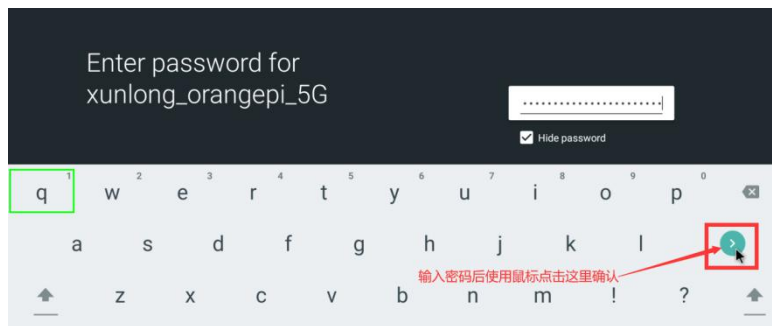 Enter password for
xunlong_orangepi_5G
••••••••••••••••••••••
Hide password
q 1 w 2 e 3 r 4 t 5 y 6 u 7 i 8 o 9 p 0
a s d f g h j k l
输入密码后使用鼠标点击这里确认
z x c v b n m ! ?